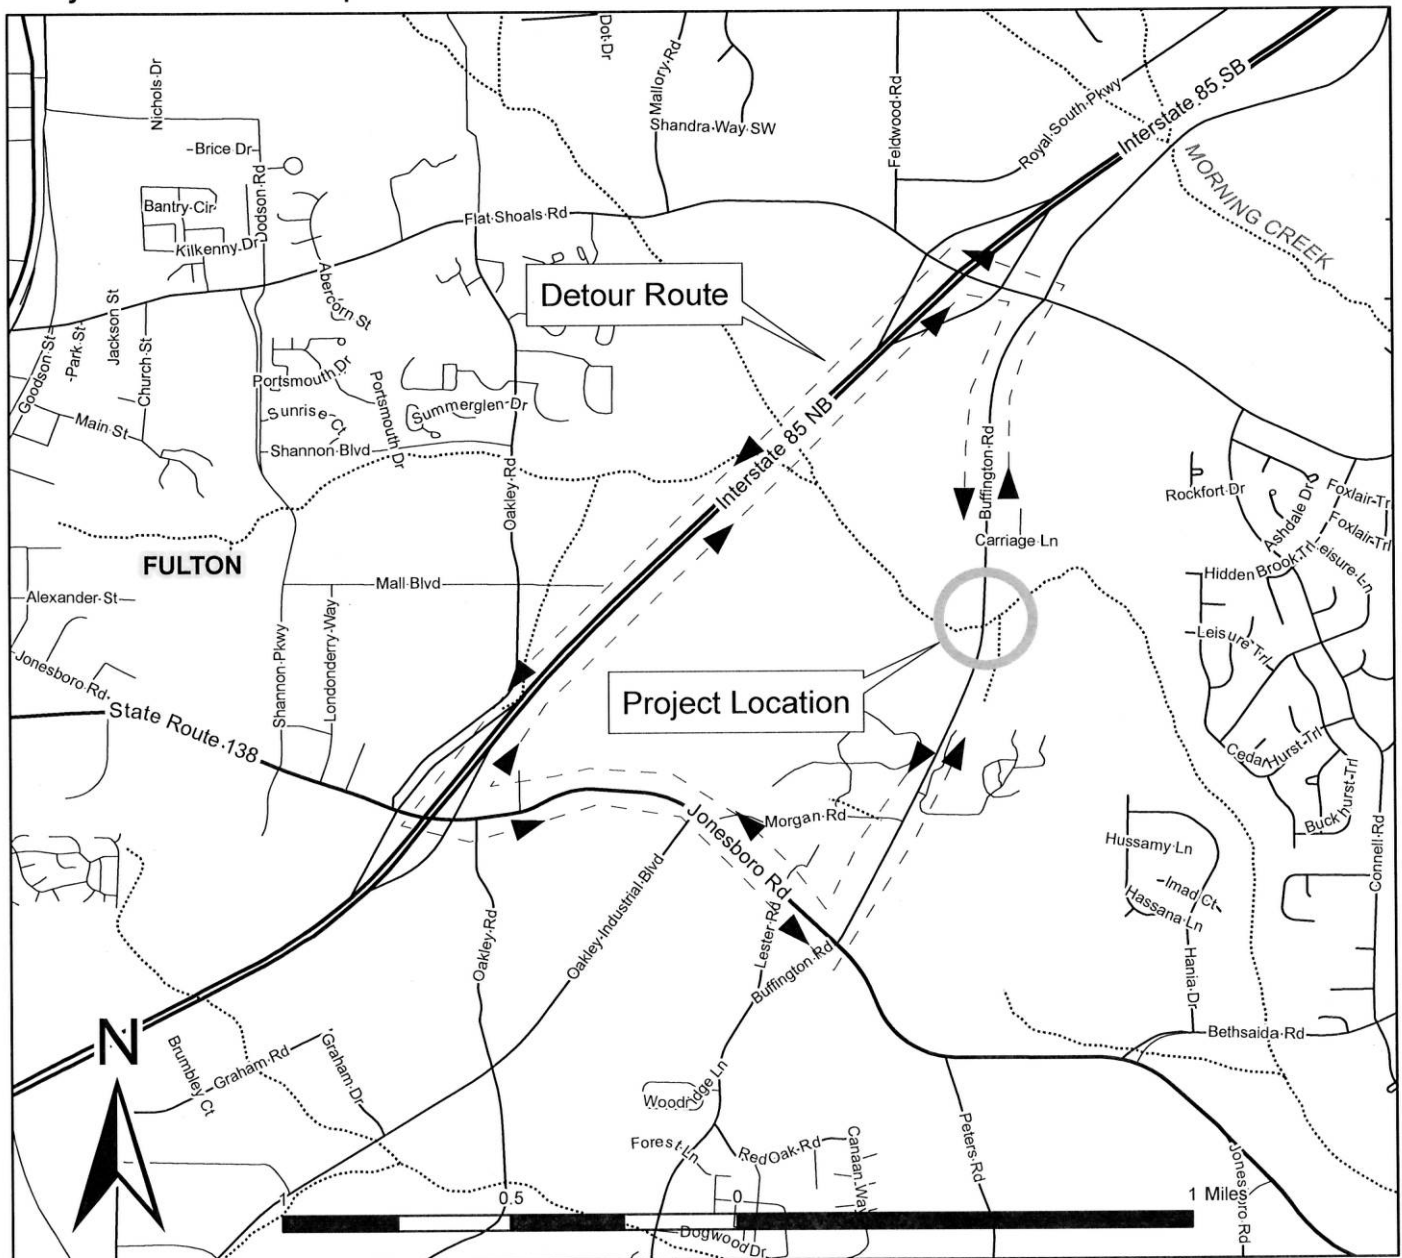 Dot Dr
Nichols Dr
Mallory Rd
Shandra Way SW
Feldwood Rd
Royal South Pkwy
Interstate 85 SB
MORNING CREEK
Brice Dr
Dodson Rd
Bantry Cir
Kilkenny Dr
Flat Shoals Rd
Abercorn St
Detour Route
Jackson St
Park St
Church St
Goodson St
Main St
Portsmouth Dr
Portsmouth Dr
Sunrise Ct
Summerglen Dr
Shannon Blvd
Oakley Rd
Interstate 85 NB
Buffington Rd
Rockfort Dr
Ashdale Dr
Foxlair Tr
Foxlair Trl
Carriage Ln
Hidden Brook Trl
Leisure Ln
FULTON
Mall Blvd
Alexander St
Jonesboro Rd
Shannon Pkwy
Londonderry Way
Leisure Trl
Project Location
State Route 138
Cedar Hurst Trl
Buckhurst Trl
Morgan Rd
Jonesboro Rd
Hussamy Ln
Imad Ct
Hassana Ln
Connell Rd
Oakley Rd
Oakley Industrial Blvd
Lester Rd
Buffington Rd
Hania Dr
Bethsaida Rd
N
Brumbley Ct
Graham Rd
Graham Dr
Woodridge Ln
Forest Ln
Red Oak Rd
Canaan Way
Peters Rd
Jonesboro Rd
Dogwood Dr
1 0.5 0 1 Miles